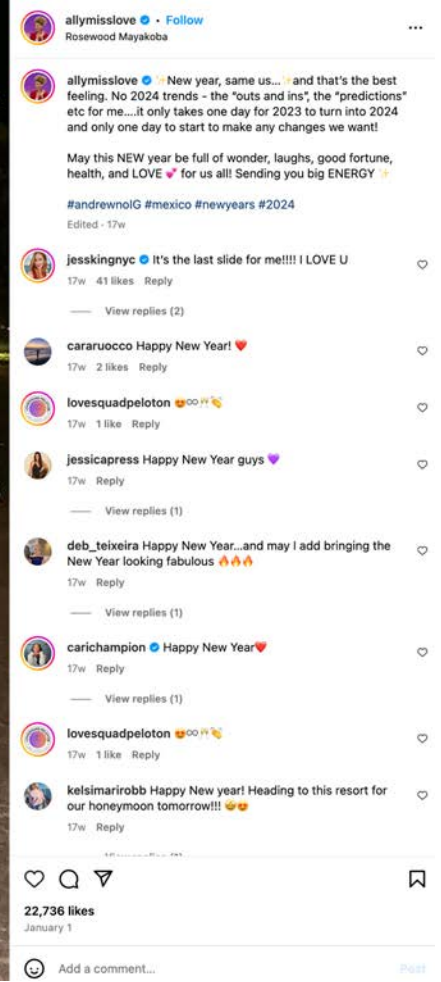 allymisslove • Follow
Rosewood Mayakoba
allymisslove ✨New year, same us...✨and that's the best
feeling. No 2024 trends - the "outs and ins", the "predictions"
etc for me....it only takes one day for 2023 to turn into 2024
and only one day to start to make any changes we want!
May this NEW year be full of wonder, laughs, good fortune,
health, and LOVE 💞 for us all! Sending you big ENERGY ✨
#andrewnoIG #mexico #newyears #2024
Edited · 17w
jesskingnyc It's the last slide for me!!!! I LOVE U
17w 41 likes Reply
View replies (2)
cararuocco Happy New Year! ❤️
17w 2 likes Reply
lovesquadpeloton 😍∞🥂👏
17w 1 like Reply
jessicapress Happy New Year guys 💜
17w Reply
View replies (1)
deb_teixeira Happy New Year...and may I add bringing the
New Year looking fabulous 🔥🔥🔥
17w Reply
View replies (1)
carichampion Happy New Year❤️
17w Reply
View replies (1)
lovesquadpeloton 😍∞🥂👏
17w 1 like Reply
kelsimarirobb Happy New year! Heading to this resort for
our honeymoon tomorrow!!! 🤩😍
17w Reply
View replies (1)
22,736 likes
January 1
Add a comment...
Post